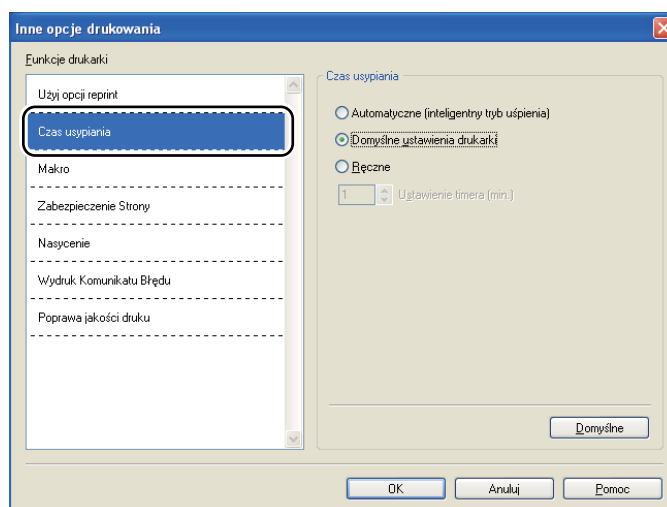 Inne opcje drukowania
Funkcje drukarki
Użyj opcji reprint
Czas usypiania
Makro
Zabezpieczenie Strony
Nasycenie
Wydruk Komunikatu Błędu
Poprawa jakości druku
Czas usypiania
Automatyczne (inteligentny tryb uśpienia)
Domyślne ustawienia drukarki
Ręczne
1 Ustawienie timera (min.)
Domyślne
OK Anuluj Pomoc